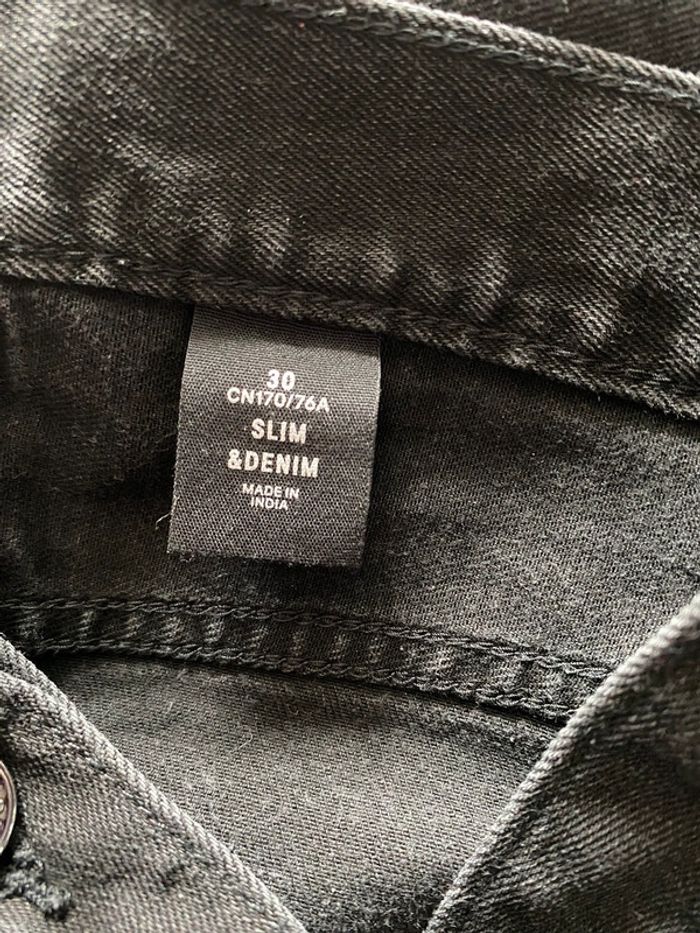 30
CN170/76A
SLIM
&DENIM
MADE IN
INDIA